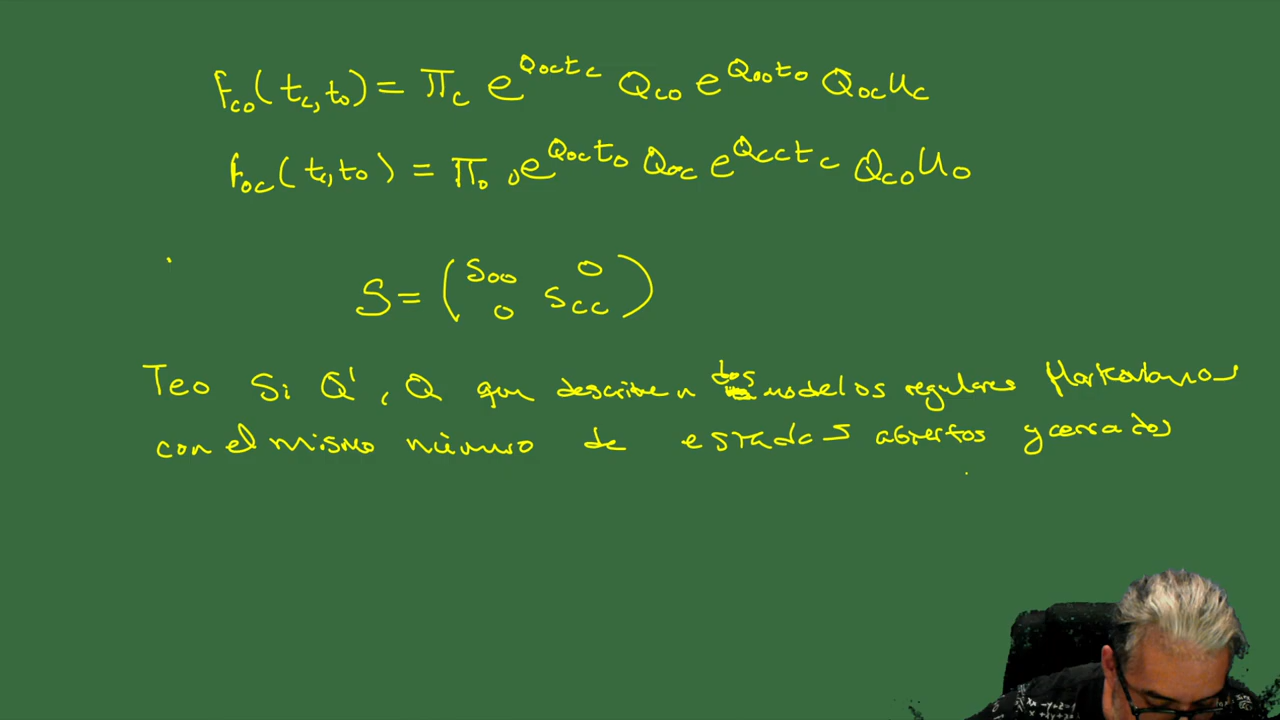 f_co(t_c,t_o) = π_c e^{Q_oc t_c} Q_co e^{Q_oo t_o} Q_oc u_c
f_oc(t_c,t_o) = π_o e^{Q_oc t_o} Q_oc e^{Q_cc t_c} Q_co u_o
S = ( S_oo 0
0 S_cc )
Teo Si Q', Q que describen dos modelos regulares Markovianos
con el mismo número de estados abiertos y cerrados